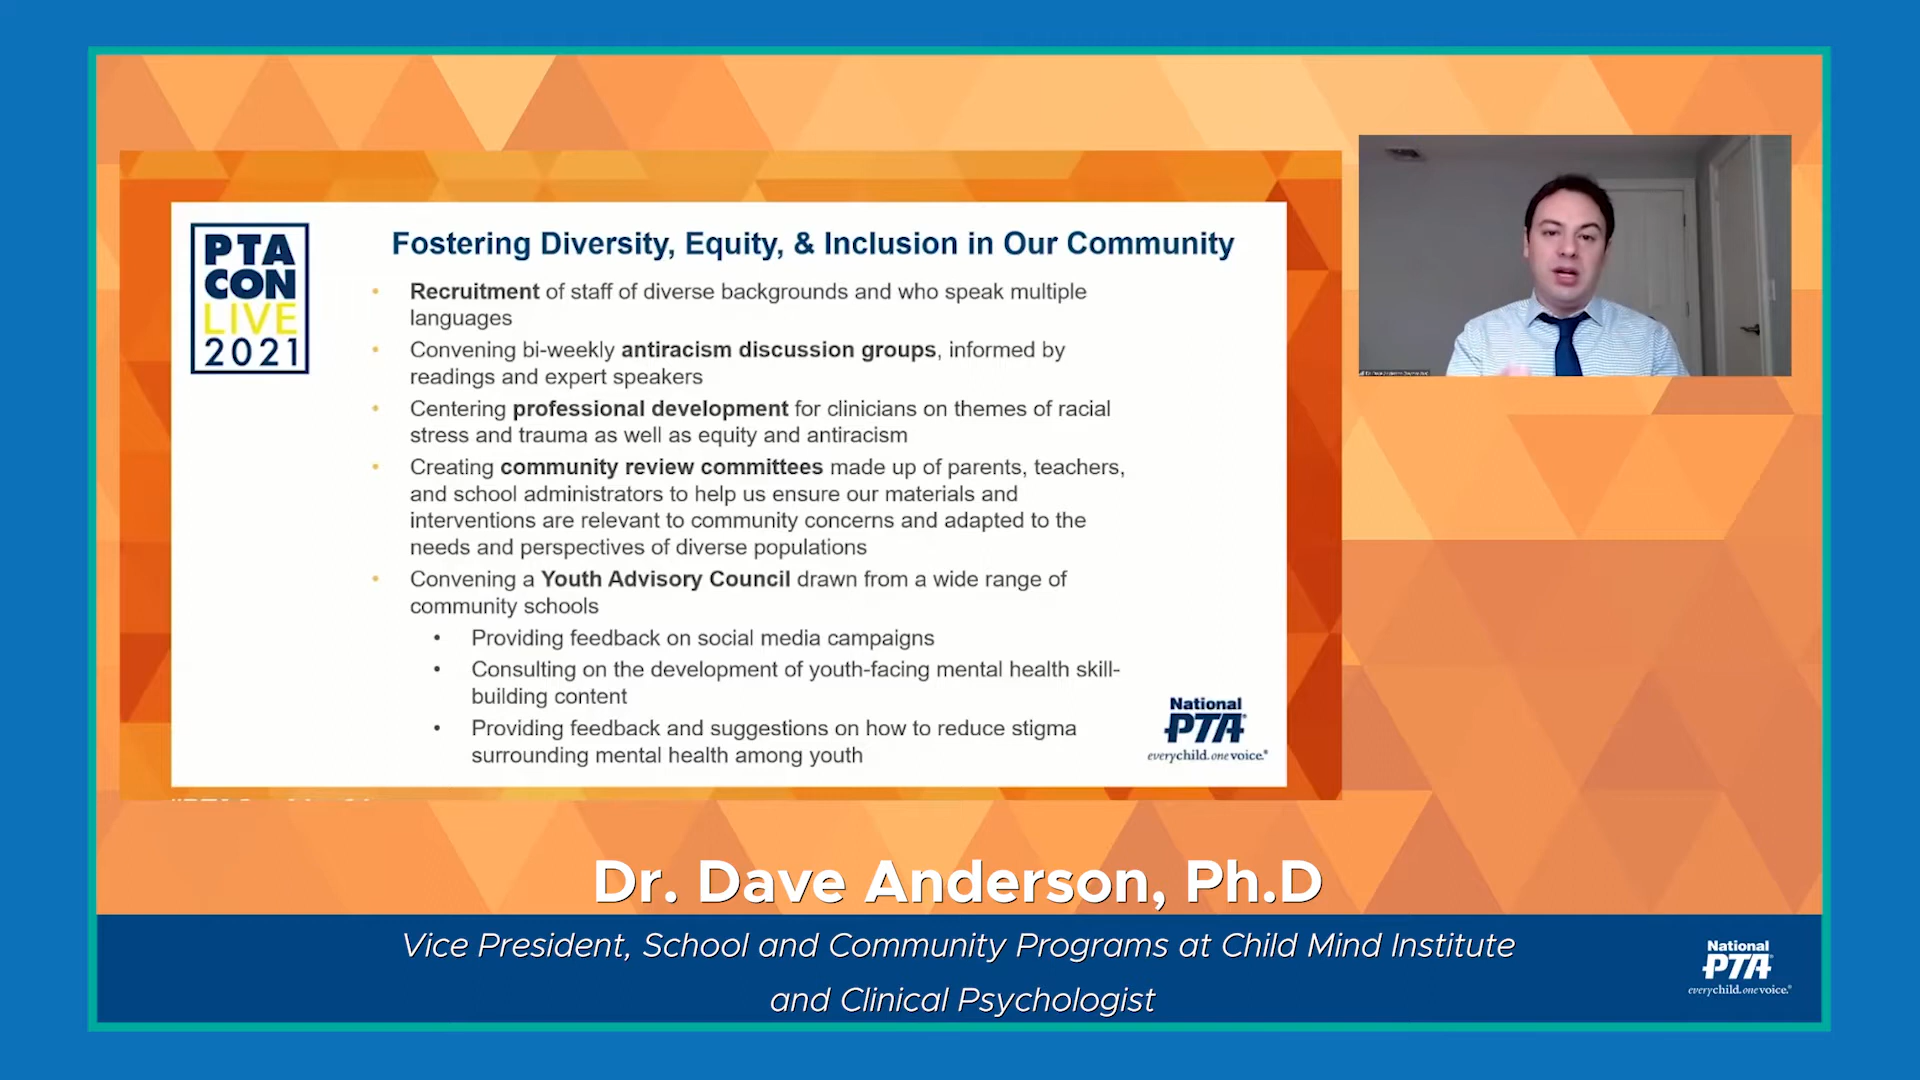 PTA
CON
LIVE
2021
Fostering Diversity, Equity, & Inclusion in Our Community
• Recruitment of staff of diverse backgrounds and who speak multiple
languages
• Convening bi-weekly antiracism discussion groups, informed by
readings and expert speakers
• Centering professional development for clinicians on themes of racial
stress and trauma as well as equity and antiracism
• Creating community review committees made up of parents, teachers,
and school administrators to help us ensure our materials and
interventions are relevant to community concerns and adapted to the
needs and perspectives of diverse populations
• Convening a Youth Advisory Council drawn from a wide range of
community schools
• Providing feedback on social media campaigns
• Consulting on the development of youth-facing mental health skill-
building content
• Providing feedback and suggestions on how to reduce stigma
surrounding mental health among youth
National
PTA®
everychild.onevoice.®
Dr. Dave Anderson, Ph.D
Vice President, School and Community Programs at Child Mind Institute
and Clinical Psychologist
National
PTA®
everychild.onevoice.®